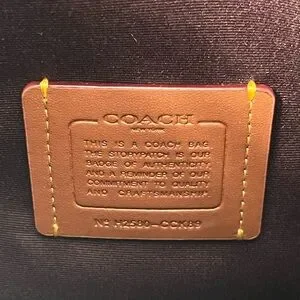 COACH
NEW YORK
THIS IS A COACH BAG
THE STORYPATCH IS OUR
BADGE OF AUTHENTICITY
AND A REMINDER OF OUR
COMMITMENT TO QUALITY
AND CRAFTSMANSHIP
Nº H2589-CCK89